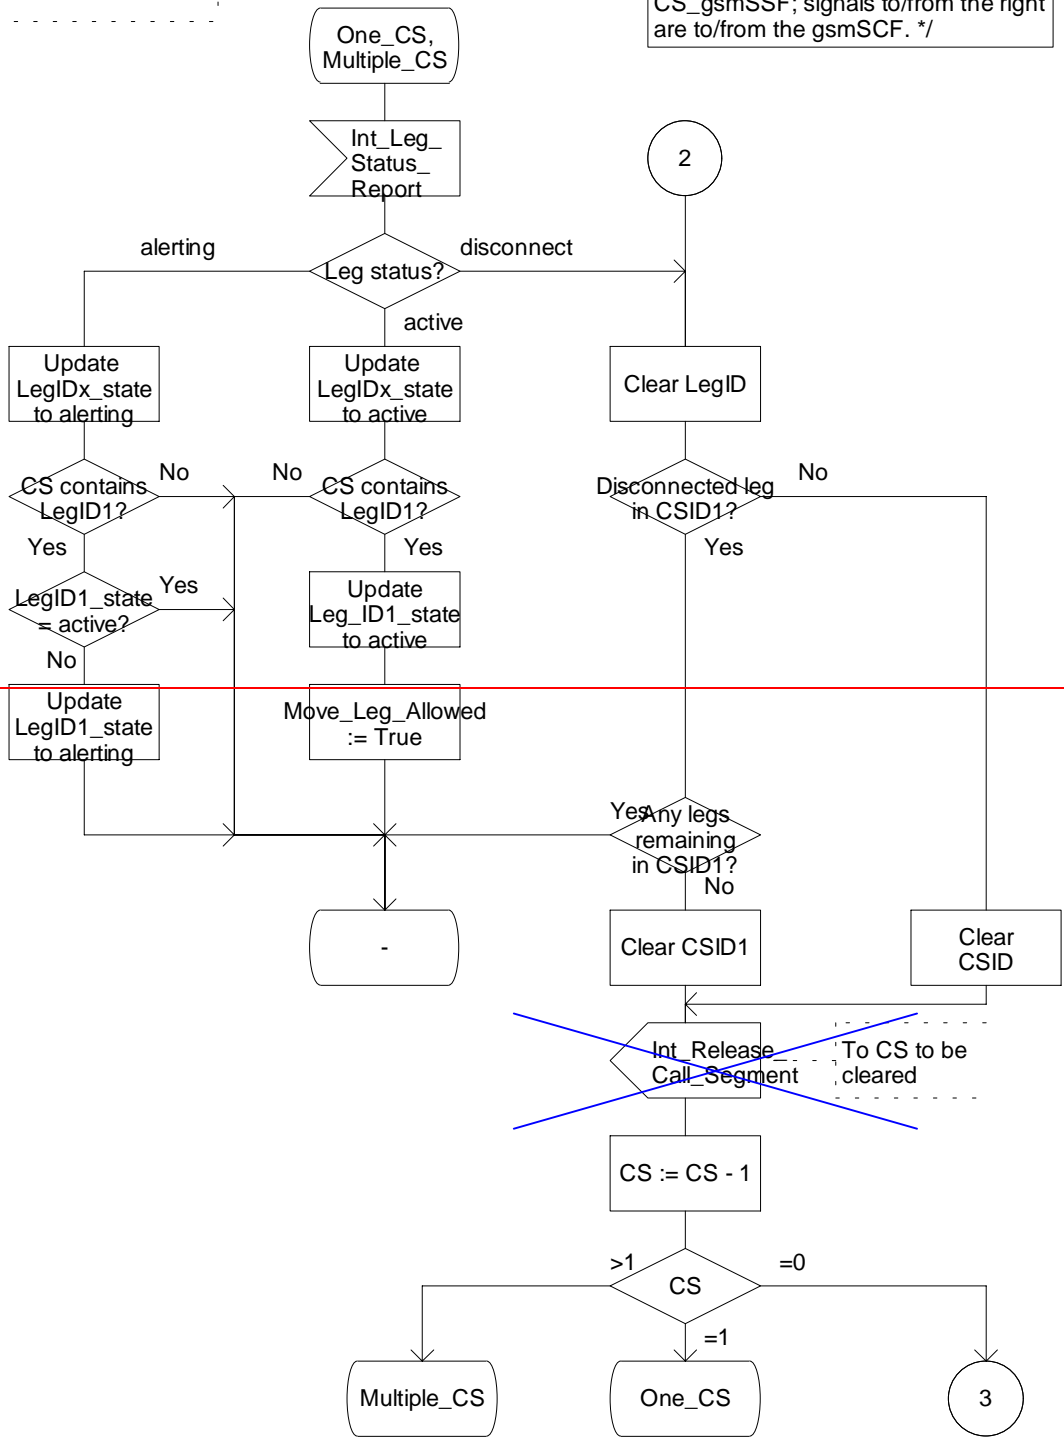 CS_gsmSSF; signals to/from the right
are to/from the gsmSCF. */
One_CS,
Multiple_CS
Int_Leg_
Status_
Report
2
alerting
Leg status?
disconnect
active
Update
LegIDx_state
to alerting
Update
LegIDx_state
to active
Clear LegID
CS contains
LegID1?
No
No
CS contains
LegID1?
Disconnected leg
in CSID1?
No
Yes
Yes
Yes
LegID1_state
= active?
Yes
Update
Leg_ID1_state
to active
No
Update
LegID1_state
to alerting
Move_Leg_Allowed
:= True
Yes
Any legs
remaining
in CSID1?
No
-
Clear CSID1
Clear
CSID
Int_Release_
Call_Segment
To CS to be
cleared
CS := CS - 1
>1
CS
=0
=1
Multiple_CS
One_CS
3